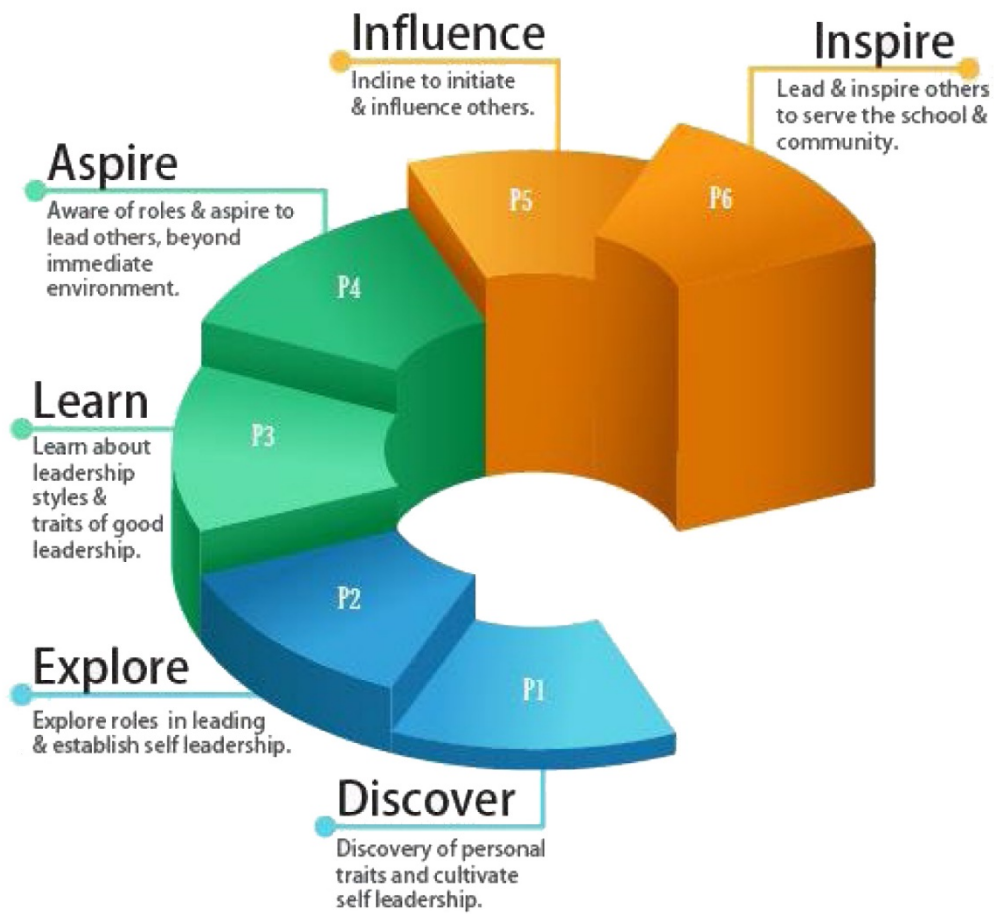 Influence
Incline to initiate
& influence others.
Inspire
Lead & inspire others
to serve the school &
community.
Aspire
Aware of roles & aspire to
lead others, beyond
immediate
environment.
P5
P6
P4
Learn
Learn about
leadership
styles &
traits of good
leadership.
P3
P2
Explore
Explore roles in leading
& establish self leadership.
P1
Discover
Discovery of personal
traits and cultivate
self leadership.